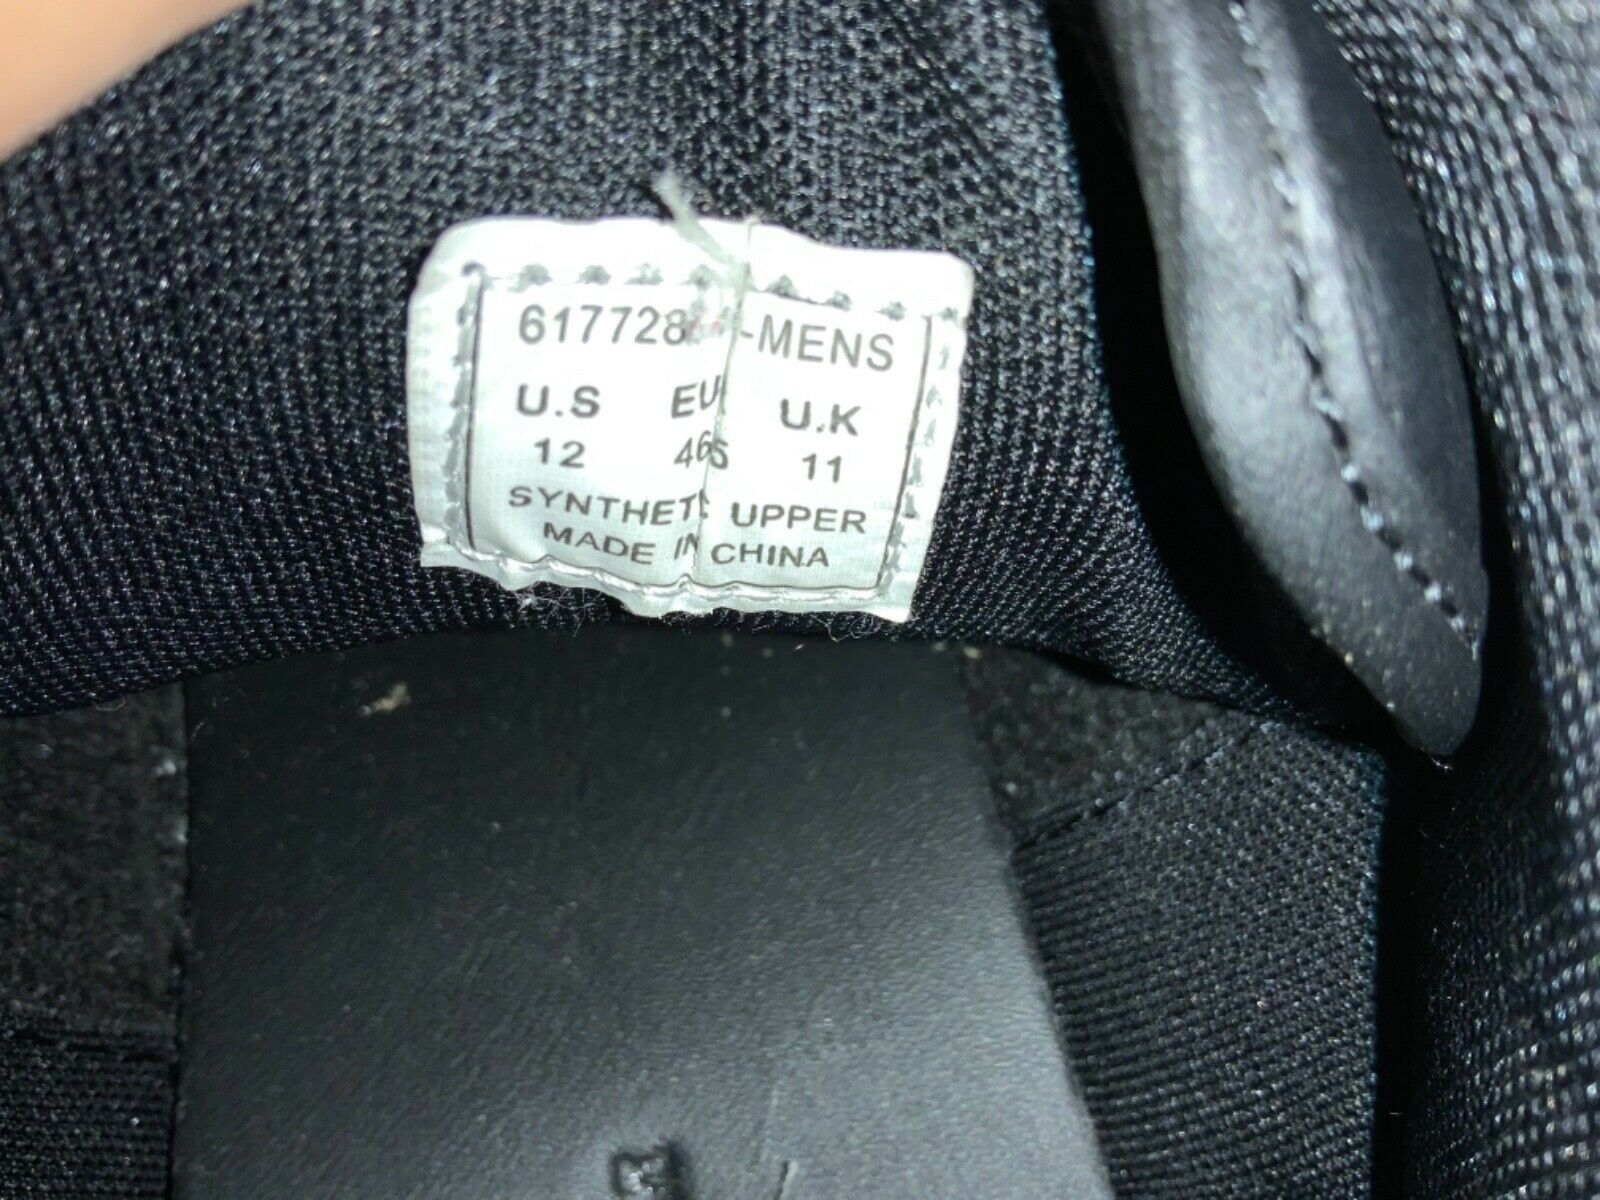 617728 -MENS
U.S EU U.K
12 46 11
UPPER
MADE IN CHINA